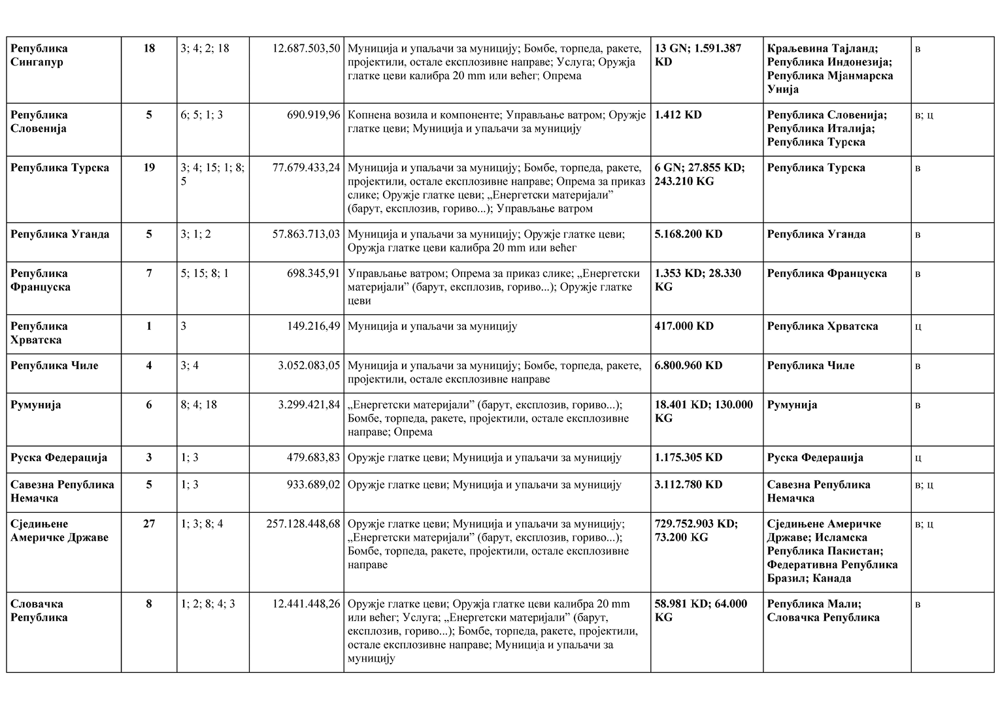 Република
Сингапур
18
3; 4; 2; 18
12.687.503,50
Муниција и упаљачи за муницију; Бомбе, торпеда, ракете,
пројектили, остале експлозивне направе; Услуга; Оружја
глатке цеви калибра 20 mm или већег; Опрема
13 GN; 1.591.387
KD
Краљевина Тајланд;
Република Индонезија;
Република Мјанмарска
Унија
в
Република
Словенија
5
6; 5; 1; 3
690.919,96
Копнена возила и компоненте; Управљање ватром; Оружје
глатке цеви; Муниција и упаљачи за муницију
1.412 KD
Република Словенија;
Република Италија;
Република Турска
в; ц
Република Турска
19
3; 4; 15; 1; 8;
5
77.679.433,24
Муниција и упаљачи за муницију; Бомбе, торпеда, ракете,
пројектили, остале експлозивне направе; Опрема за приказ
слике; Оружје глатке цеви; „Енергетски материјали”
(барут, експлозив, гориво...); Управљање ватром
6 GN; 27.855 KD;
243.210 KG
Република Турска
в
Република Уганда
5
3; 1; 2
57.863.713,03
Муниција и упаљачи за муницију; Оружје глатке цеви;
Оружја глатке цеви калибра 20 mm или већег
5.168.200 KD
Република Уганда
в
Република
Француска
7
5; 15; 8; 1
698.345,91
Управљање ватром; Опрема за приказ слике; „Енергетски
материјали” (барут, експлозив, гориво...); Оружје глатке
цеви
1.353 KD; 28.330
KG
Република Француска
в
Република
Хрватска
1
3
149.216,49
Муниција и упаљачи за муницију
417.000 KD
Република Хрватска
ц
Република Чиле
4
3; 4
3.052.083,05
Муниција и упаљачи за муницију; Бомбе, торпеда, ракете,
пројектили, остале експлозивне направе
6.800.960 KD
Република Чиле
в
Румунија
6
8; 4; 18
3.299.421,84
„Енергетски материјали” (барут, експлозив, гориво...);
Бомбе, торпеда, ракете, пројектили, остале експлозивне
направе; Опрема
18.401 KD; 130.000
KG
Румунија
в
Руска Федерација
3
1; 3
479.683,83
Оружје глатке цеви; Муниција и упаљачи за муницију
1.175.305 KD
Руска Федерација
ц
Савезна Република
Немачка
5
1; 3
933.689,02
Оружје глатке цеви; Муниција и упаљачи за муницију
3.112.780 KD
Савезна Република
Немачка
в; ц
Сједињене
Америчке Државе
27
1; 3; 8; 4
257.128.448,68
Оружје глатке цеви; Муниција и упаљачи за муницију;
„Енергетски материјали” (барут, експлозив, гориво...);
Бомбе, торпеда, ракете, пројектили, остале експлозивне
направе
729.752.903 KD;
73.200 KG
Сједињене Америчке
Државе; Исламска
Република Пакистан;
Федеративна Република
Бразил; Канада
в; ц
Словачка
Република
8
1; 2; 8; 4; 3
12.441.448,26
Оружје глатке цеви; Оружја глатке цеви калибра 20 mm
или већег; Услуга; „Енергетски материјали” (барут,
експлозив, гориво...); Бомбе, торпеда, ракете, пројектили,
остале експлозивне направе; Муниција и упаљачи за
муницију
58.981 KD; 64.000
KG
Република Мали;
Словачка Република
в